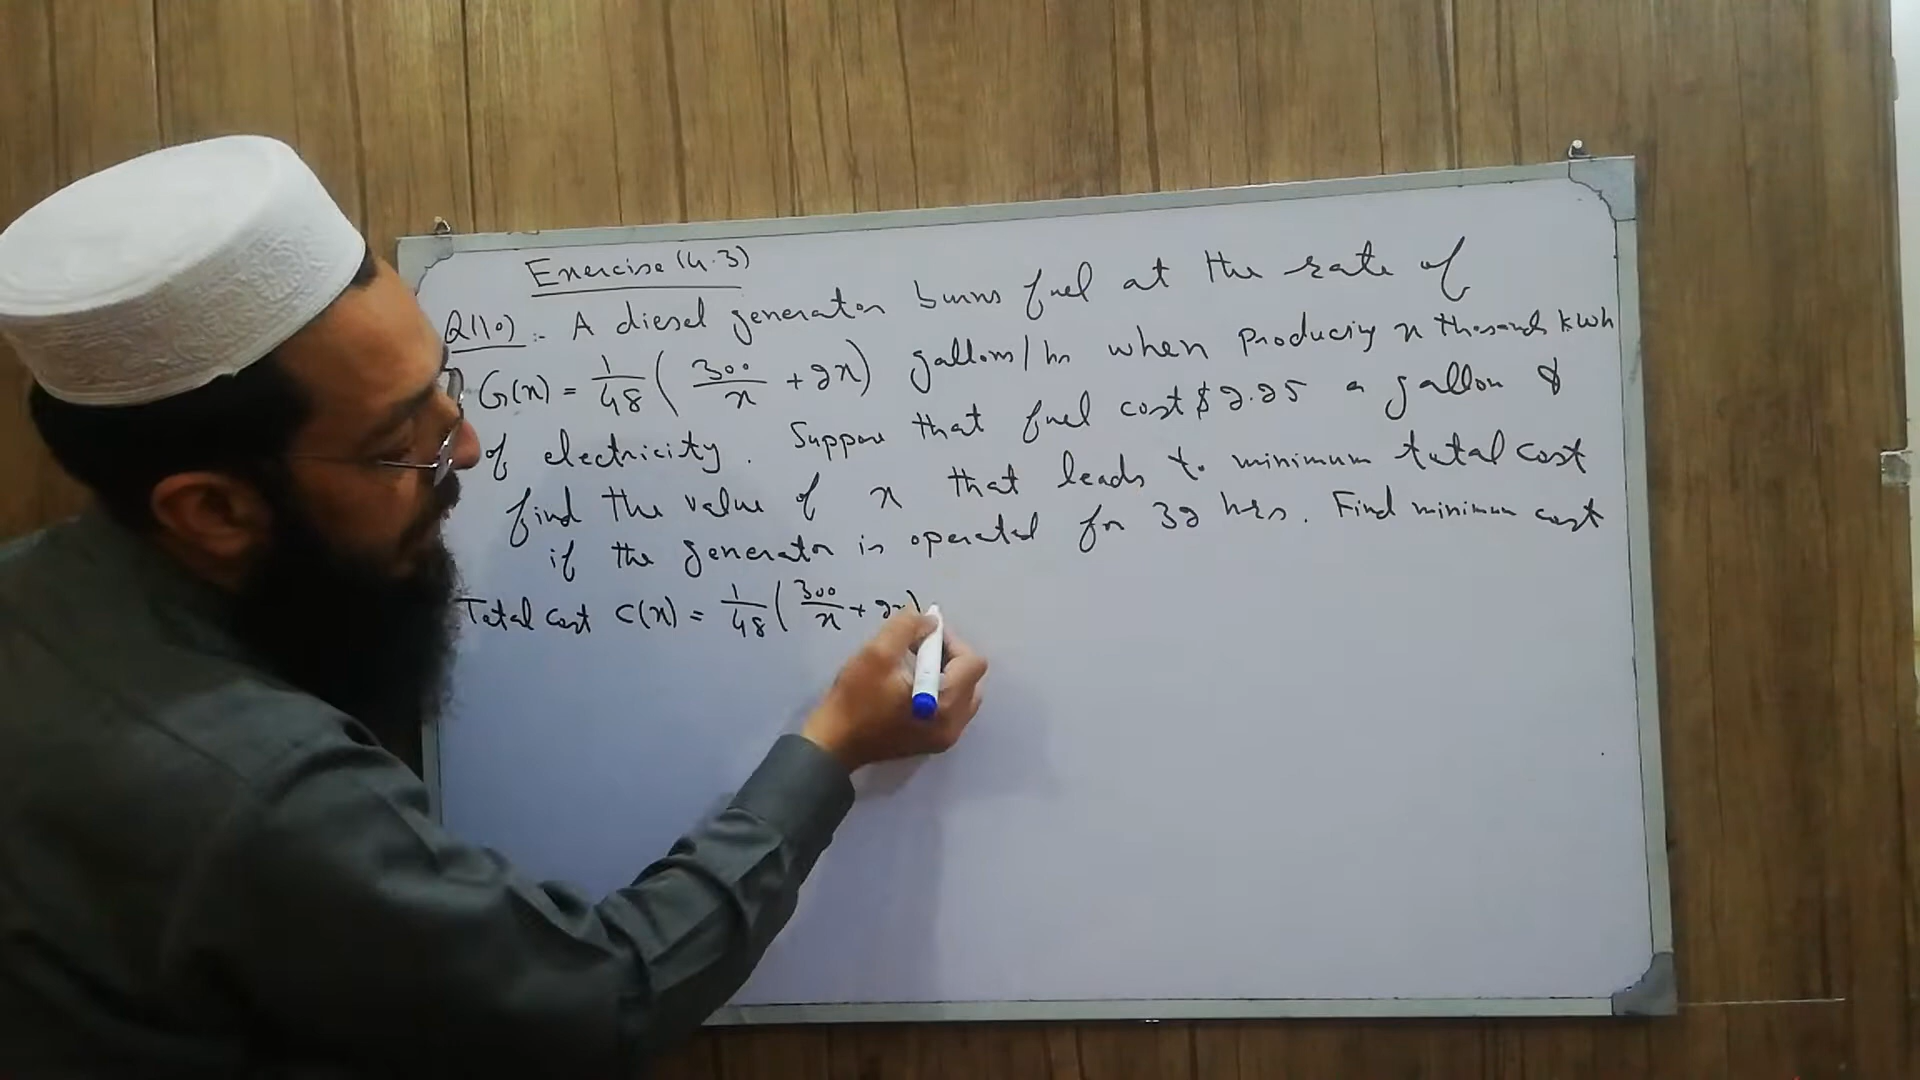 Exercise (4.3)
Q(10) :- A diesel generator burns fuel at the rate of
G(x) = 1/48 ( 300/x + 2x ) gallons/hr when producing x thousands kWh
of electricity. Suppose that fuel cost $2.25 a gallon &
find the value of x that leads to minimum total cost
if the generator is operated for 32 hrs. Find minimum cost
Total cost C(x) = 1/48 ( 300/x + 2x )